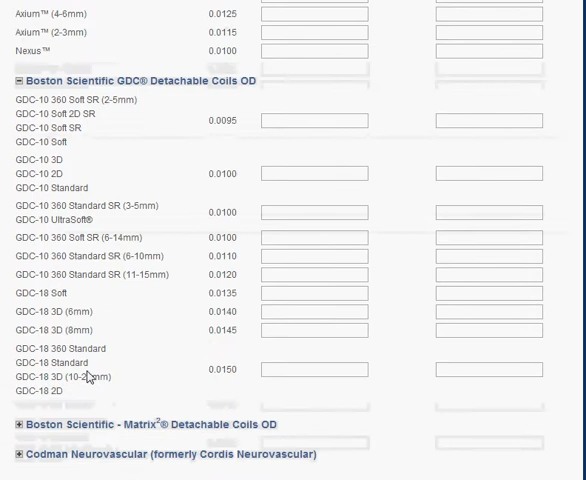 Axium™ (4-6mm) 0.0125
Axium™ (2-3mm) 0.0115
Nexus™ 0.0100
Boston Scientific GDC® Detachable Coils OD
GDC-10 360 Soft SR (2-5mm)
GDC-10 Soft 2D SR
GDC-10 Soft SR
GDC-10 Soft
0.0095
GDC-10 3D
GDC-10 2D
GDC-10 Standard
0.0100
GDC-10 360 Standard SR (3-5mm)
GDC-10 UltraSoft®
0.0100
GDC-10 360 Soft SR (6-14mm) 0.0100
GDC-10 360 Standard SR (6-10mm) 0.0110
GDC-10 360 Standard SR (11-15mm) 0.0120
GDC-18 Soft 0.0135
GDC-18 3D (6mm) 0.0140
GDC-18 3D (8mm) 0.0145
GDC-18 360 Standard
GDC-18 Standard
GDC-18 3D
GDC-18 2D
0.0150
Boston Scientific - Matrix²® Detachable Coils OD
Codman Neurovascular (formerly Cordis Neurovascular)